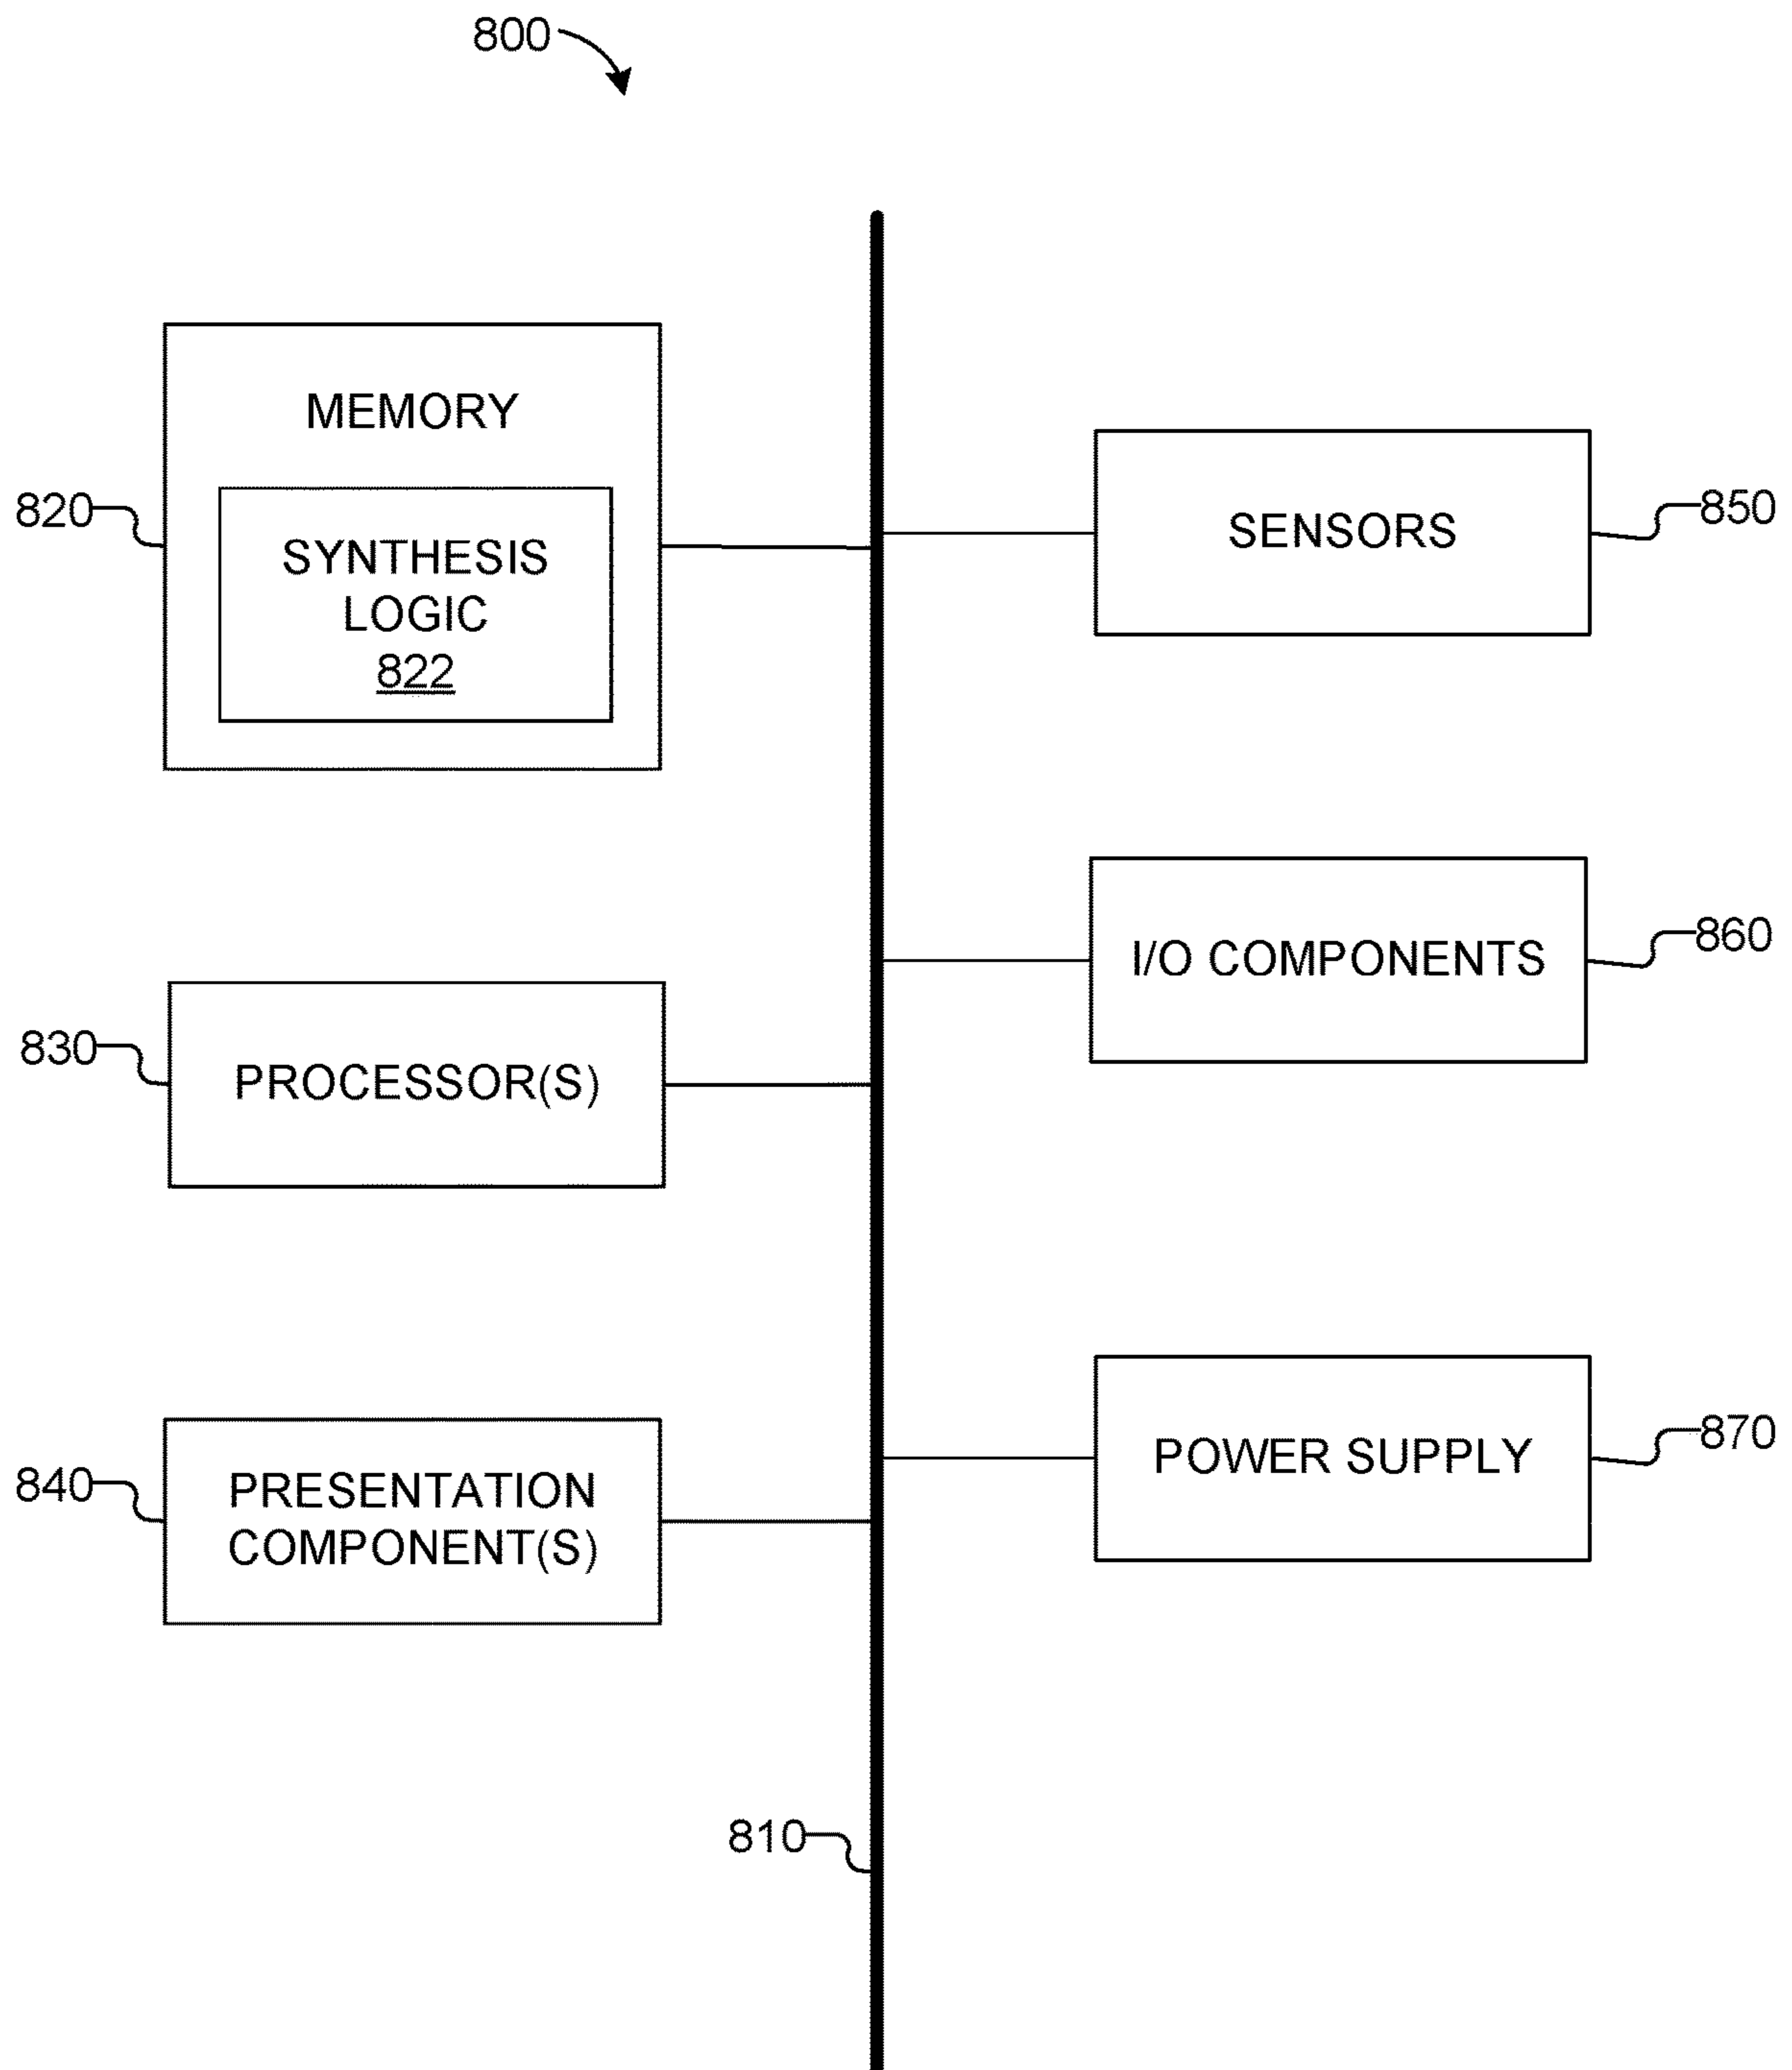 800
MEMORY
820
SYNTHESIS
LOGIC
822
SENSORS
850
I/O COMPONENTS
860
830
PROCESSOR(S)
POWER SUPPLY
870
840
PRESENTATION
COMPONENT(S)
810